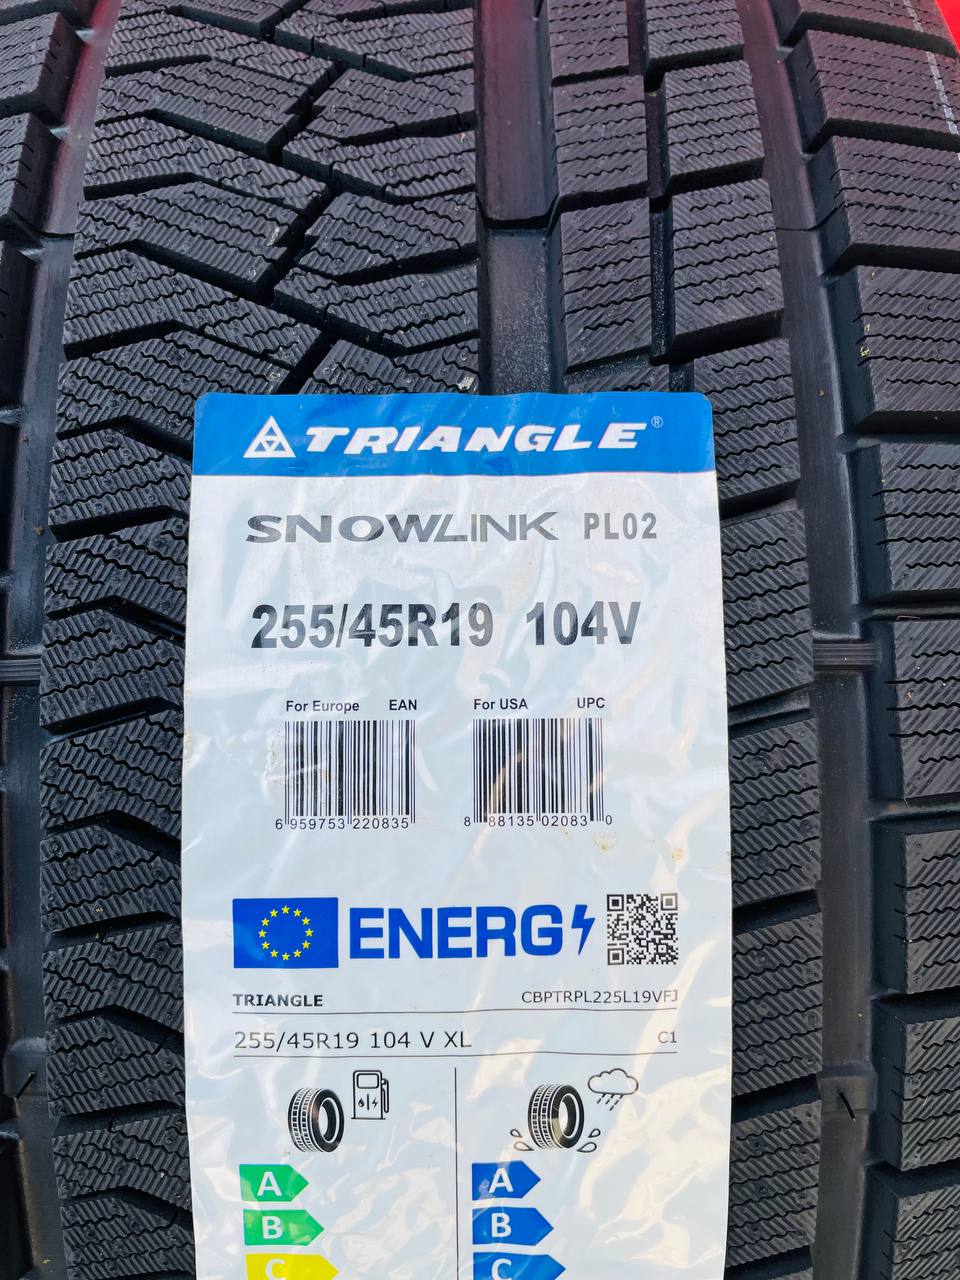 TRIANGLE®
SNOWLINK PL02
255/45R19 104V
For Europe EAN For USA UPC
6 959753 220835 8 88135 02083 0
ENERG
TRIANGLE CBPTRPL225L19VFJ
255/45R19 104 V XL C1
A A
B B
C C